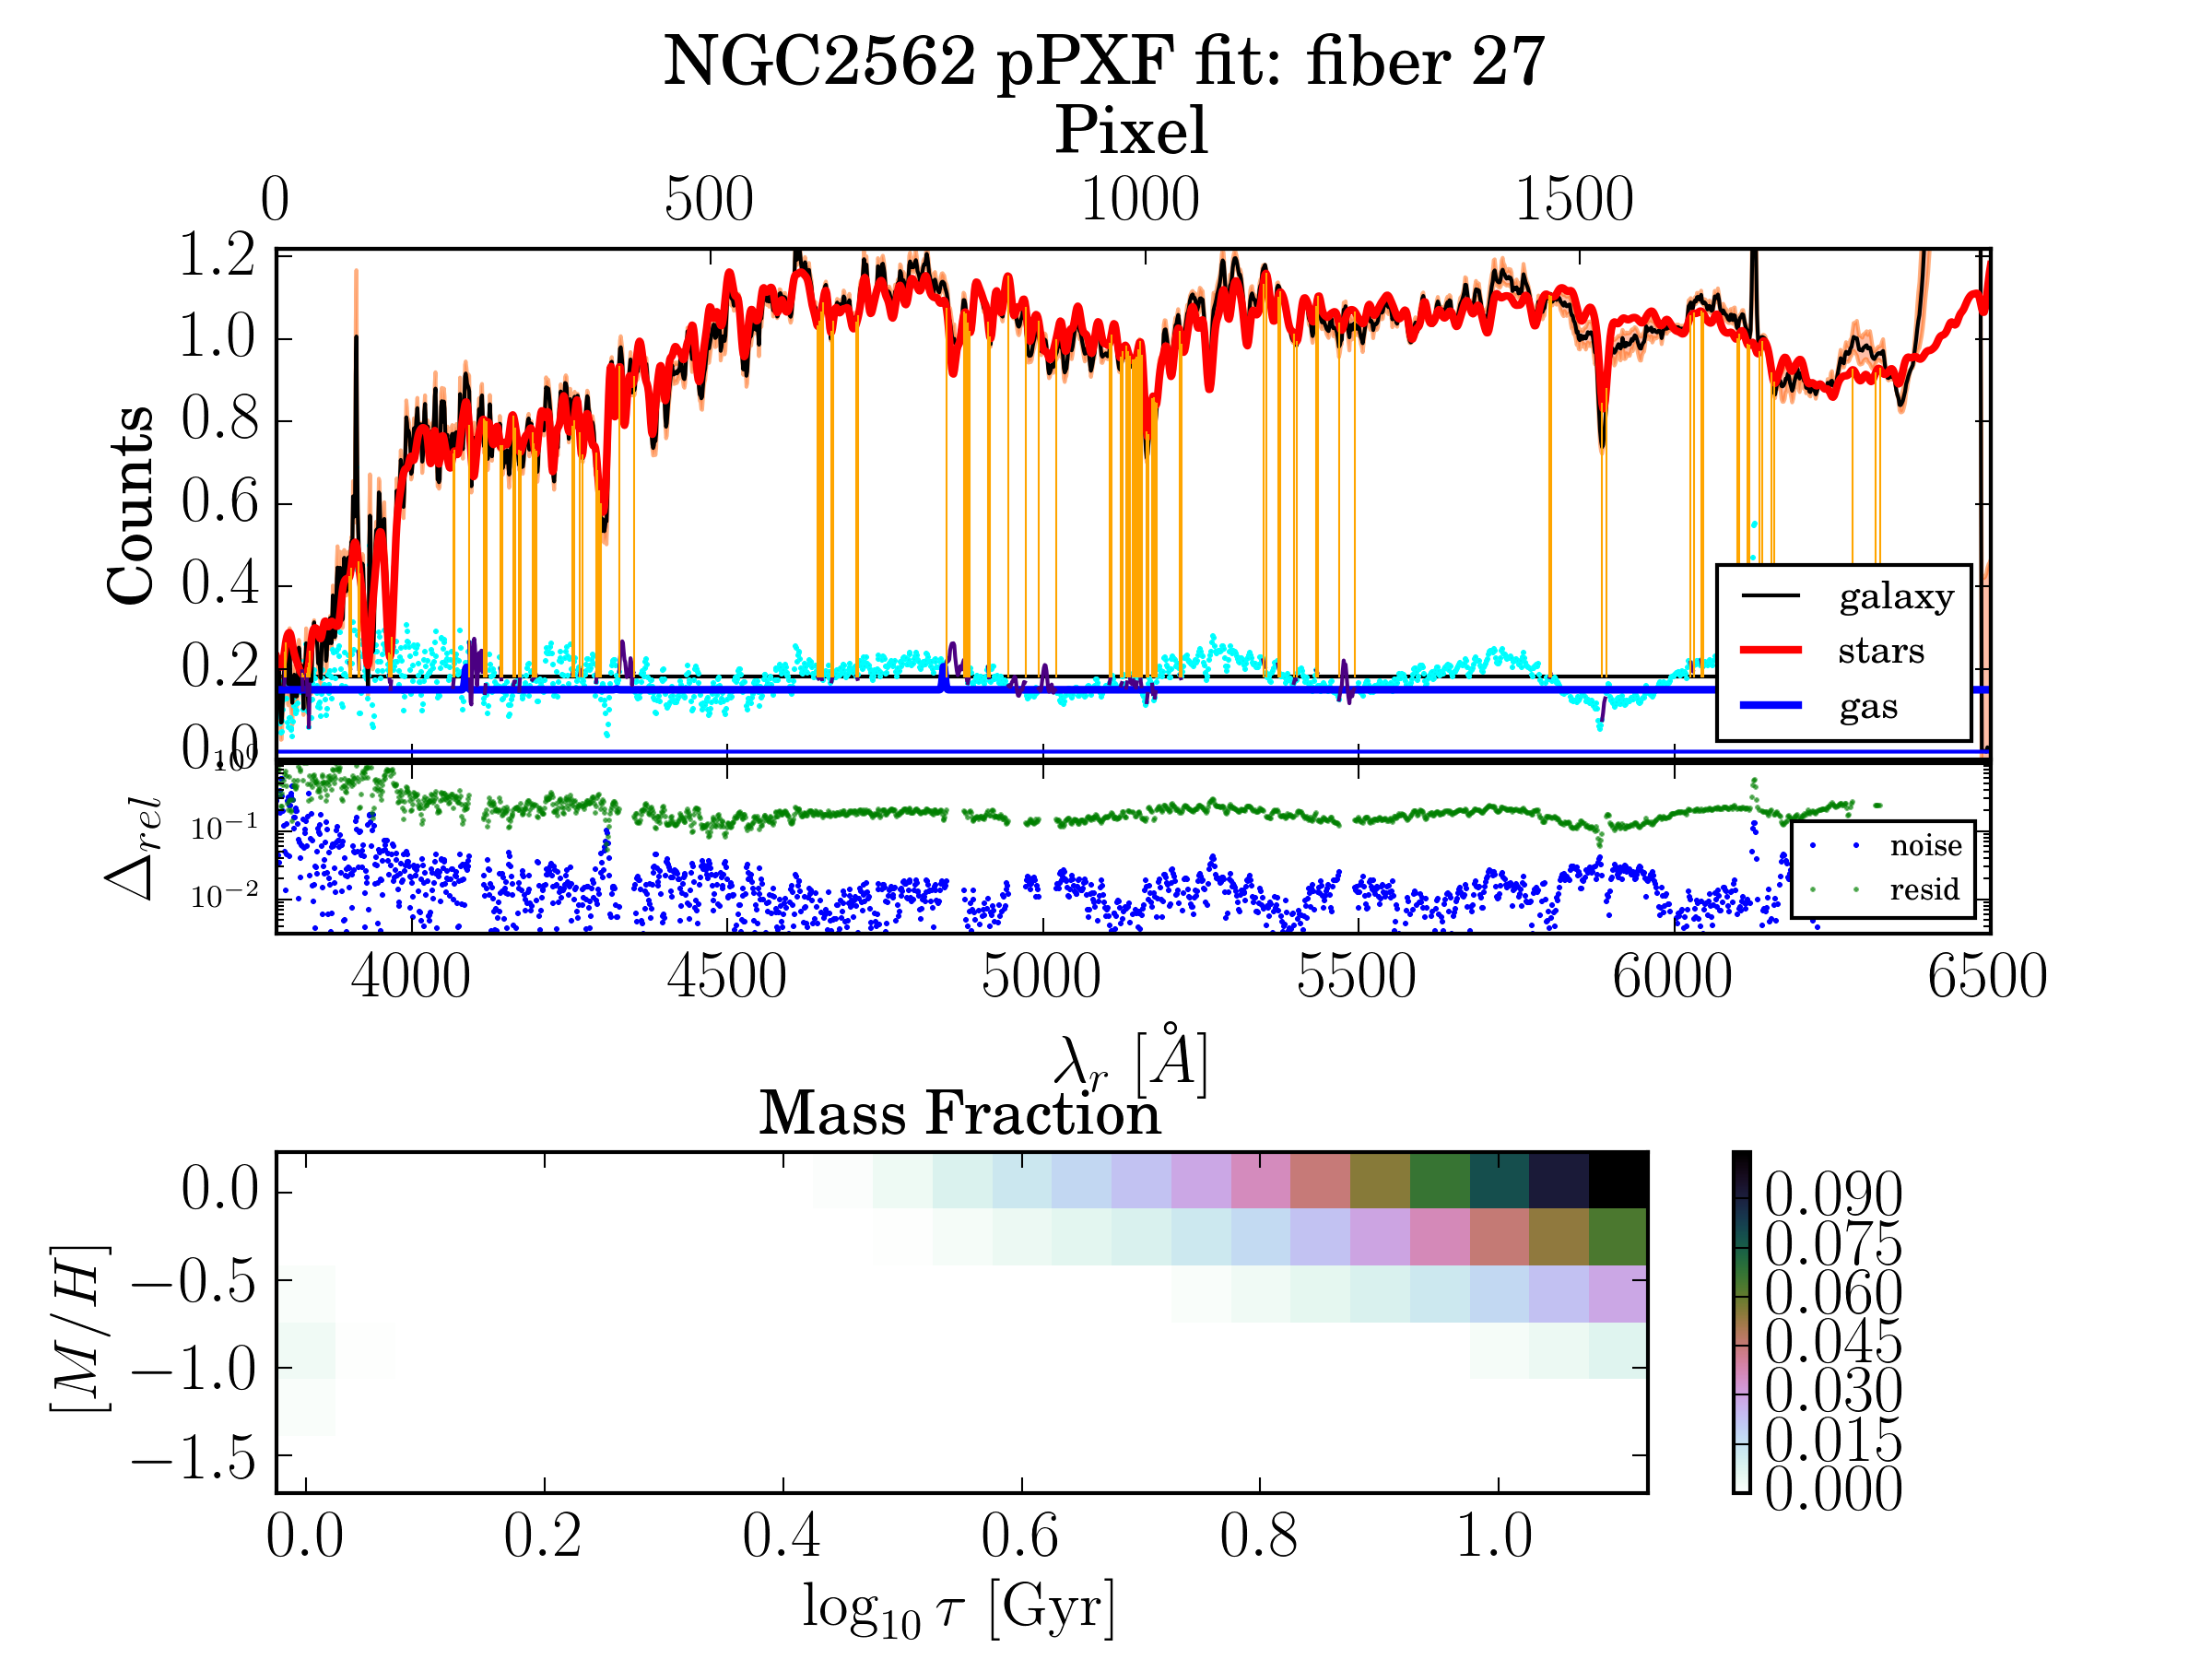 NGC2562 pPXF fit: fiber 27
Pixel
0 500 1000 1500
1.2
1.0
0.8
0.6
0.4
0.2
0.0
Counts
galaxy
stars
gas
10⁰
10⁻¹
10⁻²
Δrel
noise
resid
4000 4500 5000 5500 6000 6500
λr [Å]
Mass Fraction
0.0
−0.5
−1.0
−1.5
[M/H]
0.090
0.075
0.060
0.045
0.030
0.015
0.000
0.0 0.2 0.4 0.6 0.8 1.0
log₁₀ τ [Gyr]